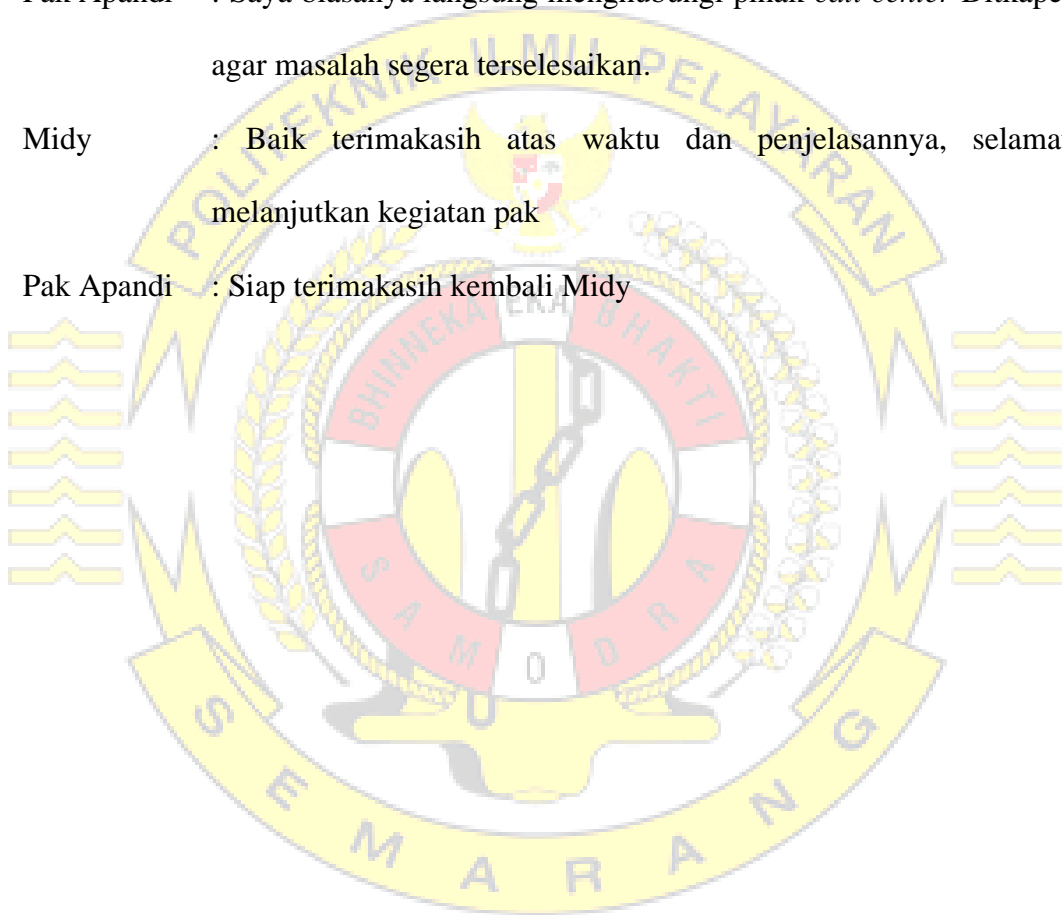 Pak Apandi : Saya biasanya langsung menghubungi pihak call center Ditkapel
agar masalah segera terselesaikan.
Midy : Baik terimakasih atas waktu dan penjelasannya, selama
melanjutkan kegiatan pak
Pak Apandi : Siap terimakasih kembali Midy
POLITEKNIK ILMU PELAYARAN
BHINNEKA EKA BHAKTI
SAMODRA
SEMARANG